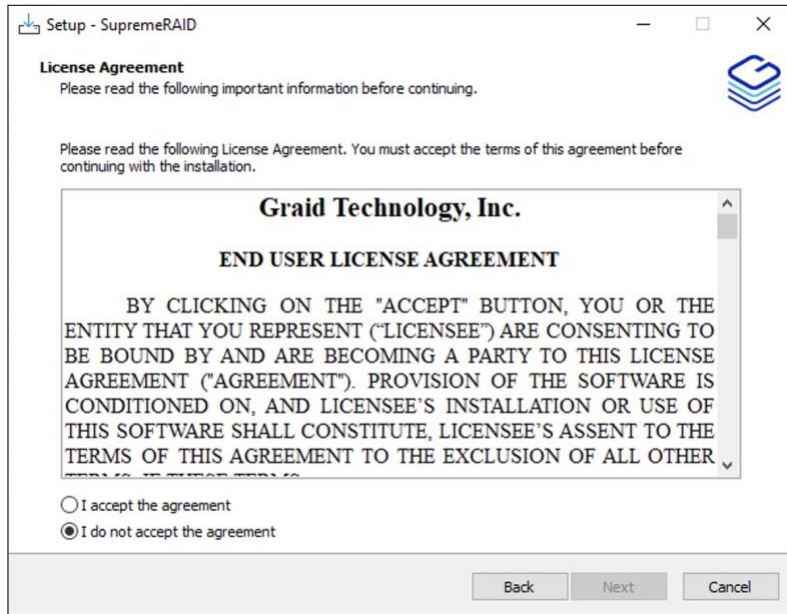 Setup - SupremeRAID
License Agreement
Please read the following important information before continuing.
Please read the following License Agreement. You must accept the terms of this agreement before
continuing with the installation.
Graid Technology, Inc.
END USER LICENSE AGREEMENT
BY CLICKING ON THE "ACCEPT" BUTTON, YOU OR THE
ENTITY THAT YOU REPRESENT (“LICENSEE”) ARE CONSENTING TO
BE BOUND BY AND ARE BECOMING A PARTY TO THIS LICENSE
AGREEMENT ("AGREEMENT"). PROVISION OF THE SOFTWARE IS
CONDITIONED ON, AND LICENSEE’S INSTALLATION OR USE OF
THIS SOFTWARE SHALL CONSTITUTE, LICENSEE’S ASSENT TO THE
TERMS OF THIS AGREEMENT TO THE EXCLUSION OF ALL OTHER
TERMS. IF THESE TERMS
I accept the agreement
I do not accept the agreement
Back Next Cancel